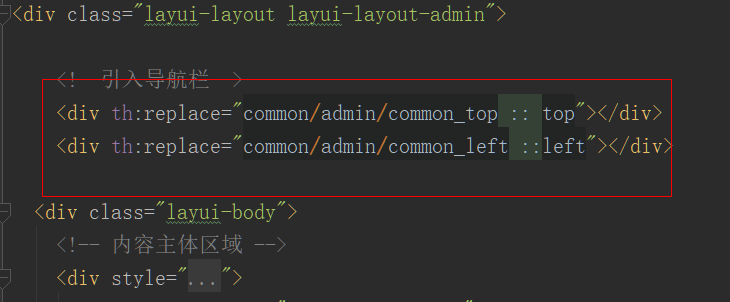 <div class="layui-layout layui-layout-admin">
<!-- 引入导航栏 -->
<div th:replace="common/admin/common_top :: top"></div>
<div th:replace="common/admin/common_left ::left"></div>
<div class="layui-body">
<!-- 内容主体区域 -->
<div style="...">